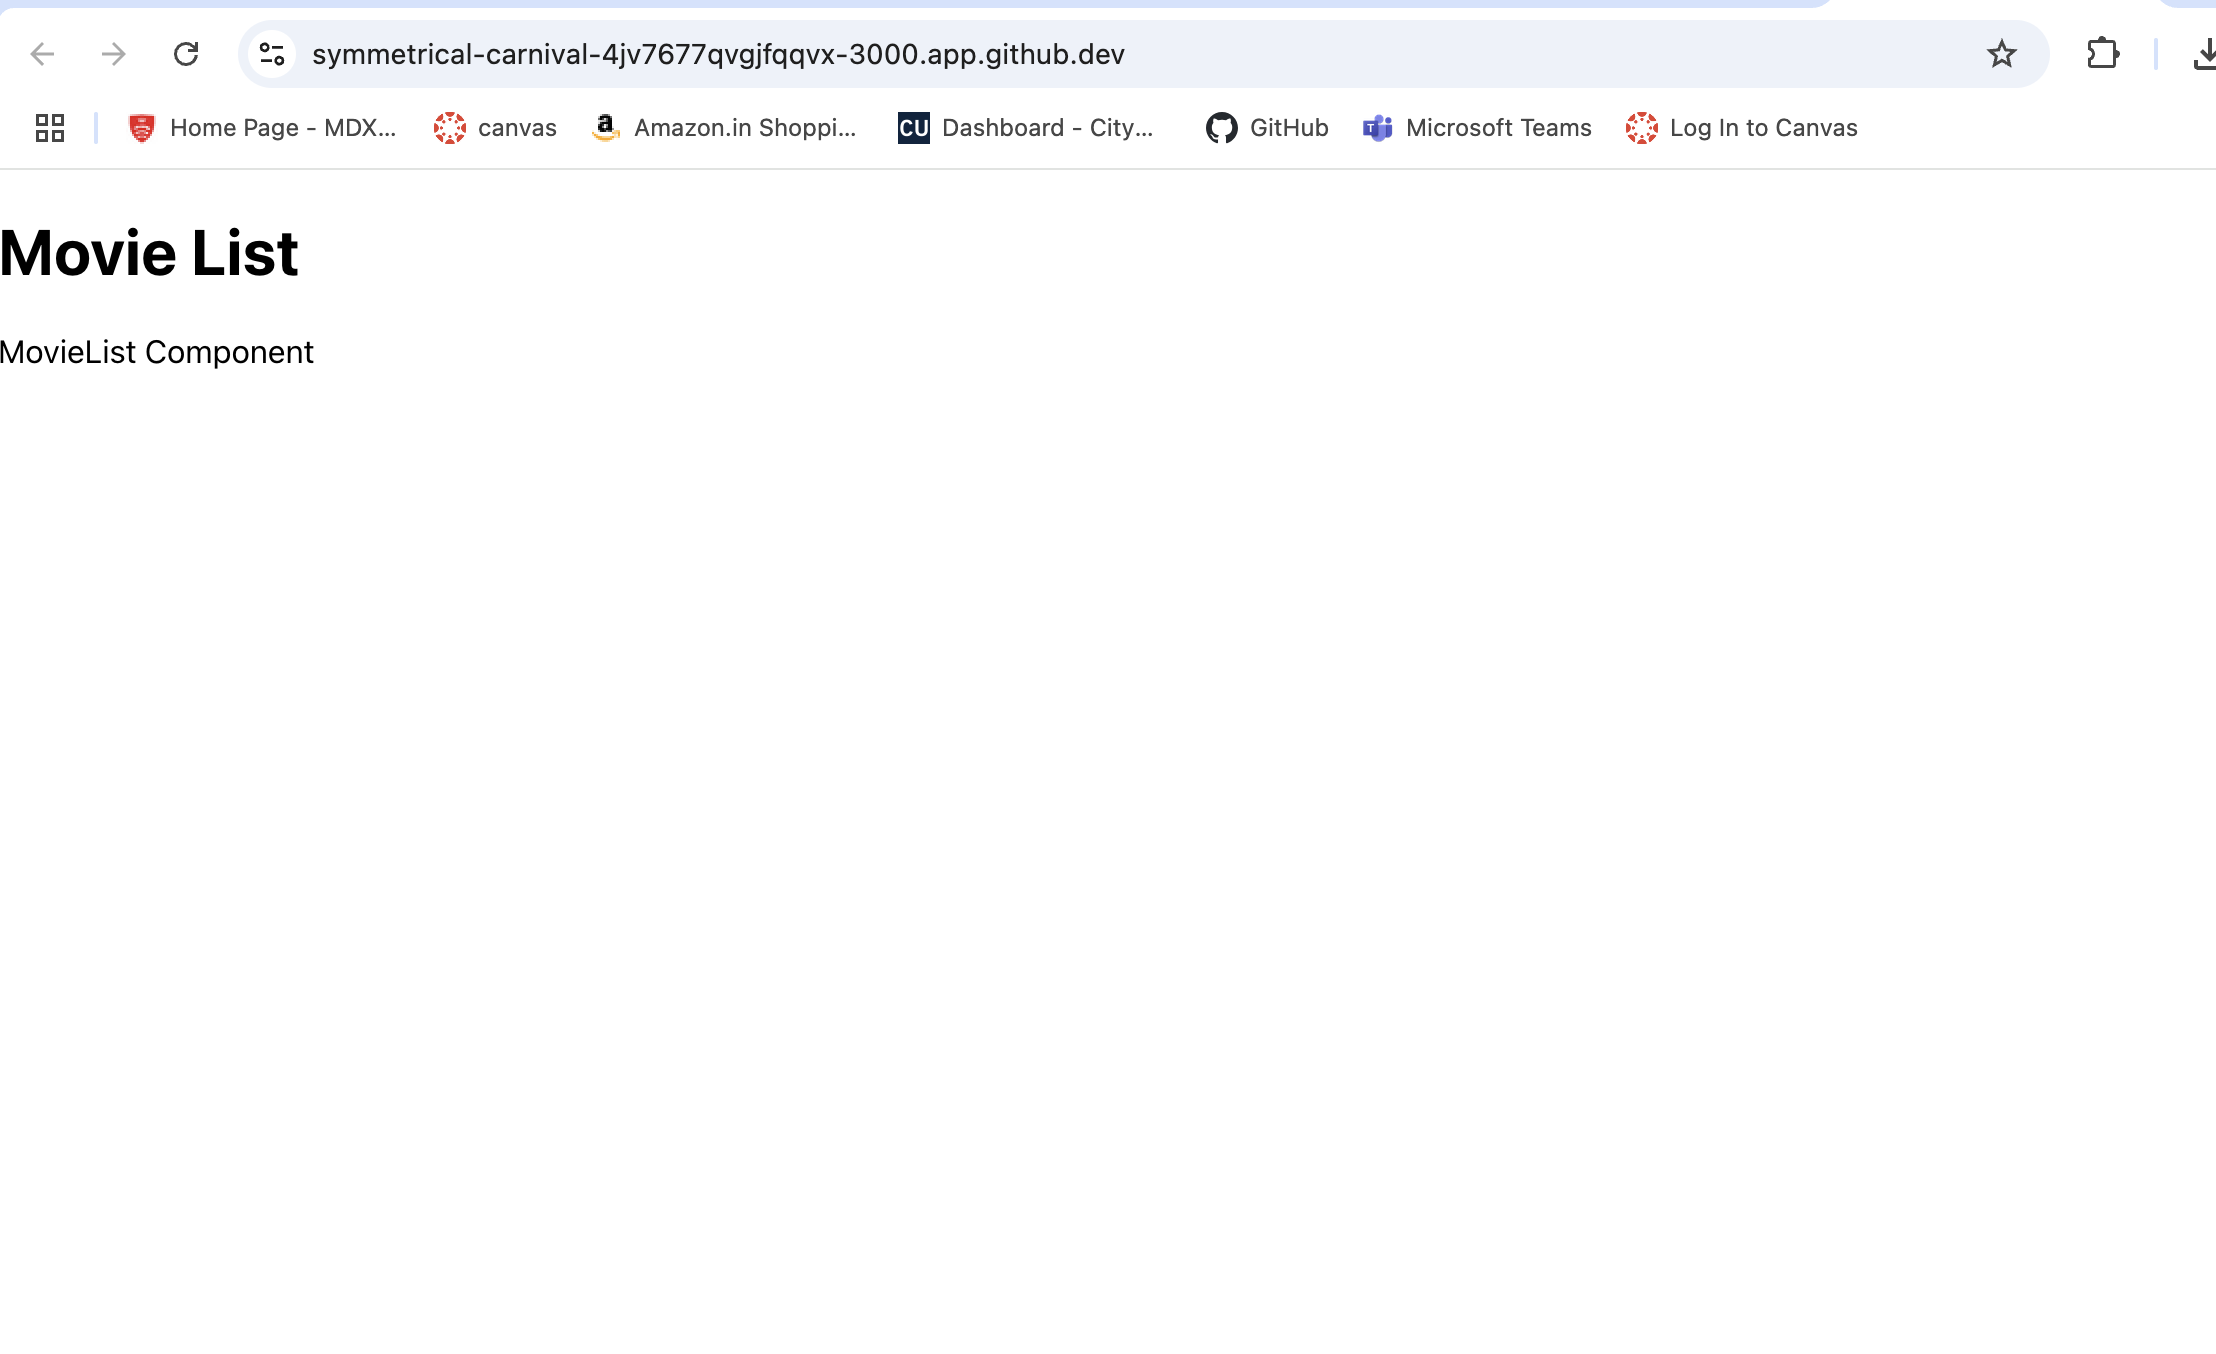 symmetrical-carnival-4jv7677qvgjfqqvx-3000.app.github.dev
Home Page - MDX... canvas a Amazon.in Shoppi... CU Dashboard - City... GitHub T Microsoft Teams Log In to Canvas
Movie List
MovieList Component